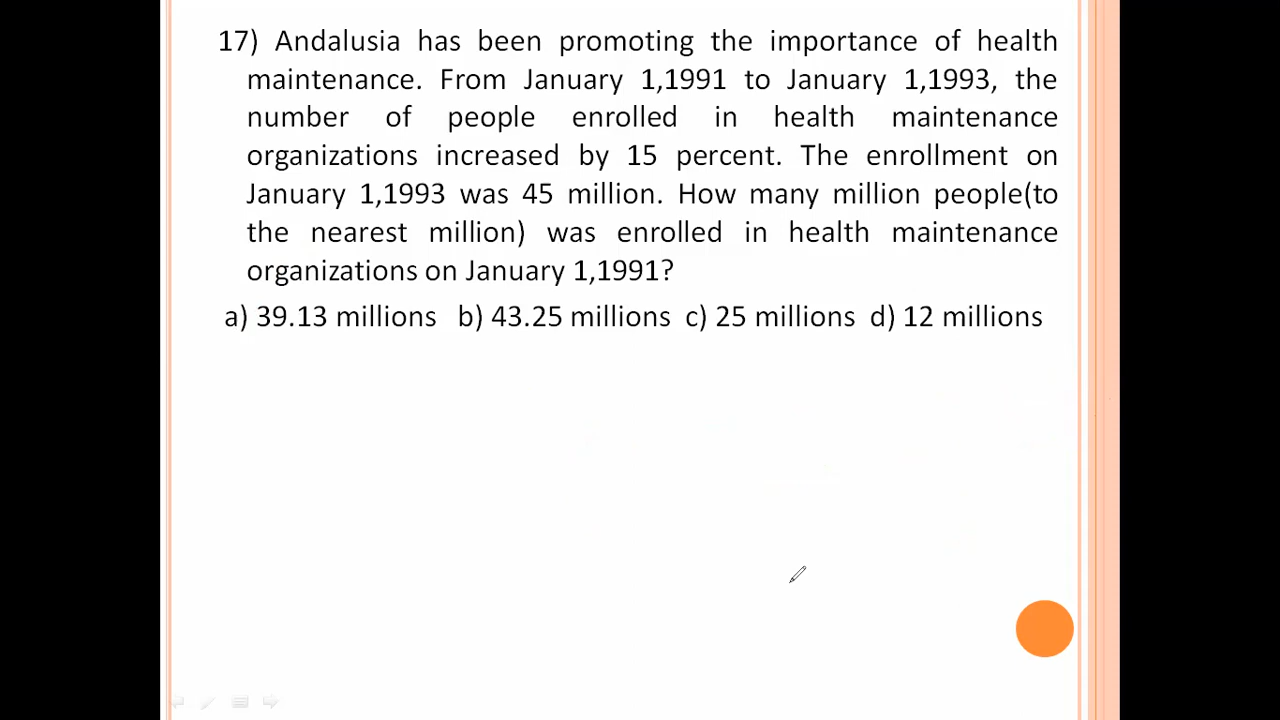 17) Andalusia has been promoting the importance of health
maintenance. From January 1,1991 to January 1,1993, the
number of people enrolled in health maintenance
organizations increased by 15 percent. The enrollment on
January 1,1993 was 45 million. How many million people(to
the nearest million) was enrolled in health maintenance
organizations on January 1,1991?
a) 39.13 millions b) 43.25 millions c) 25 millions d) 12 millions